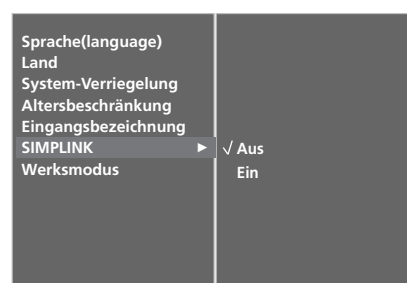 Sprache(language)
Land
System-Verriegelung
Altersbeschränkung
Eingangsbezeichnung
SIMPLINK ► √ Aus
Ein
Werksmodus